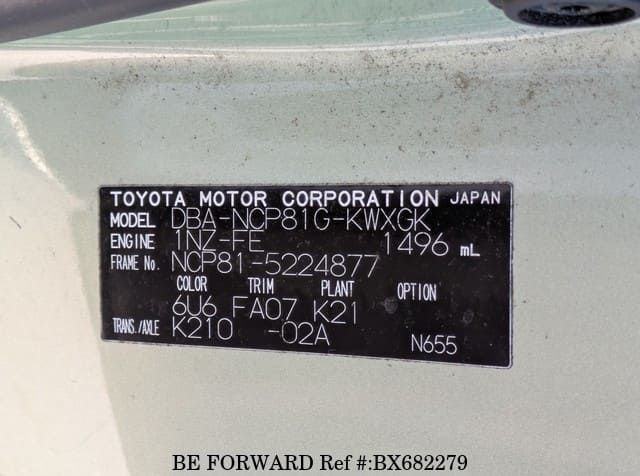 TOYOTA MOTOR CORPORATION JAPAN
MODEL DBA-NCP81G-KWXGK
ENGINE 1NZ-FE 1496 mL
FRAME No. NCP81-5224877
COLOR TRIM PLANT OPTION
6U6 FA07 K21
TRANS./AXLE K210 -02A
N655
BE FORWARD Ref #:BX682279